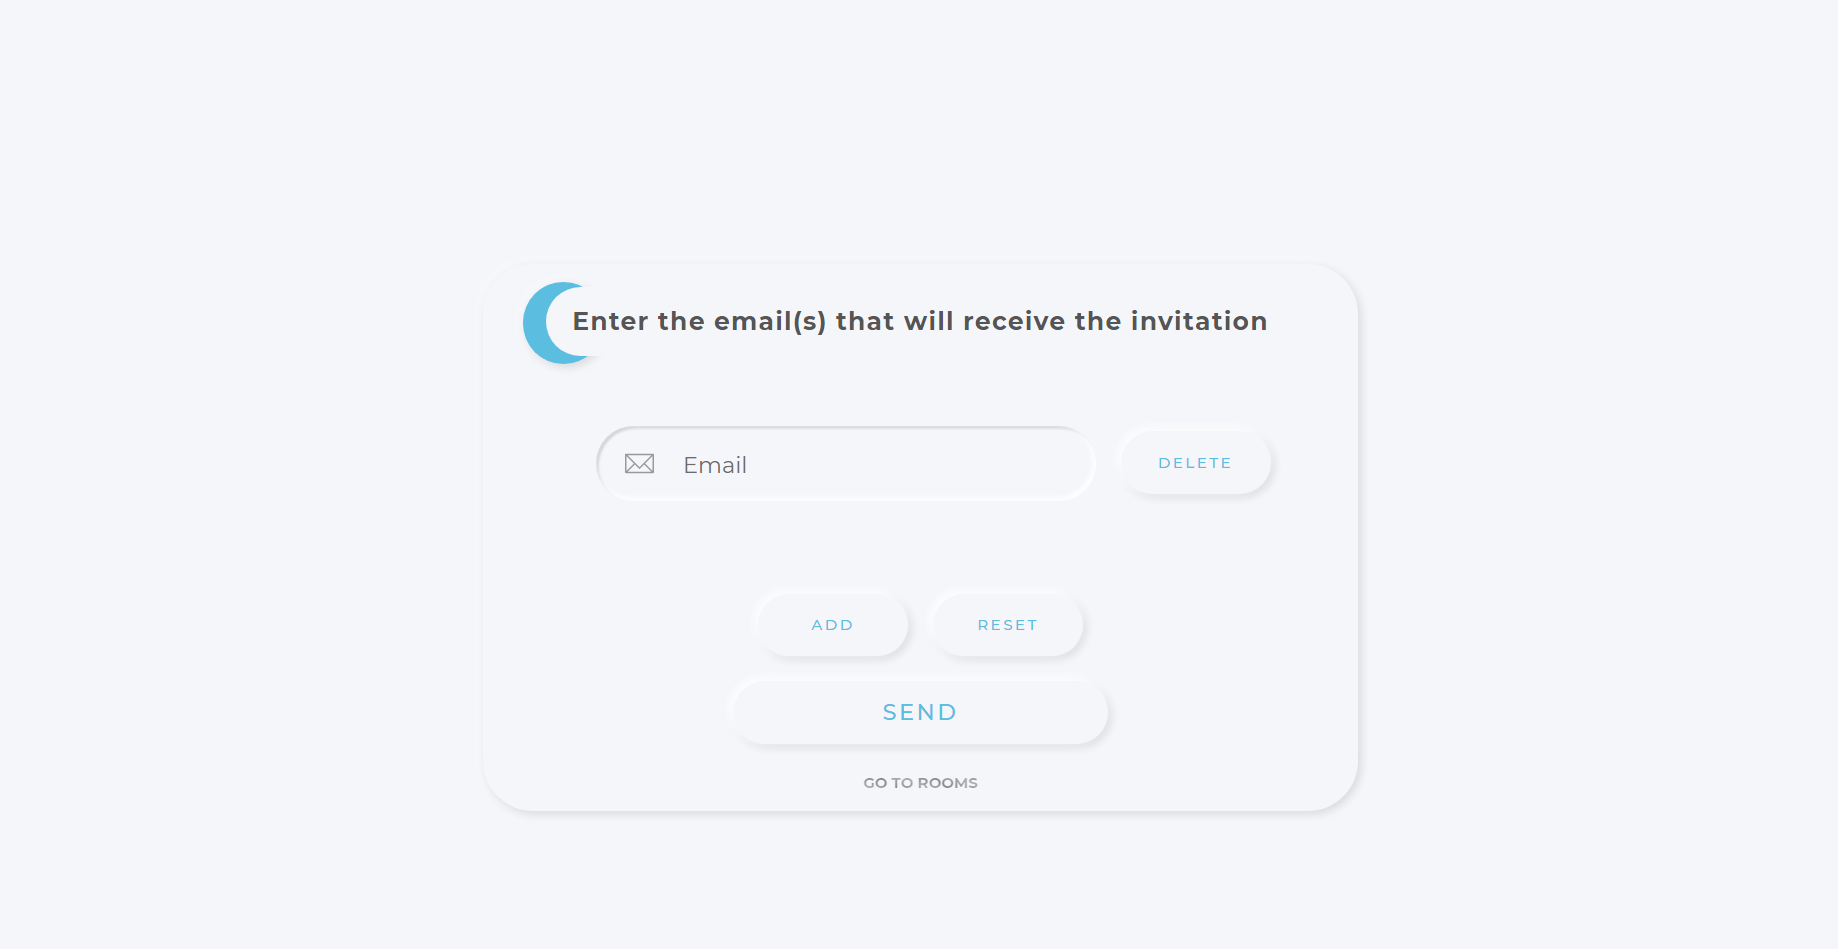 Enter the email(s) that will receive the invitation
Email
DELETE
ADD
RESET
SEND
GO TO ROOMS